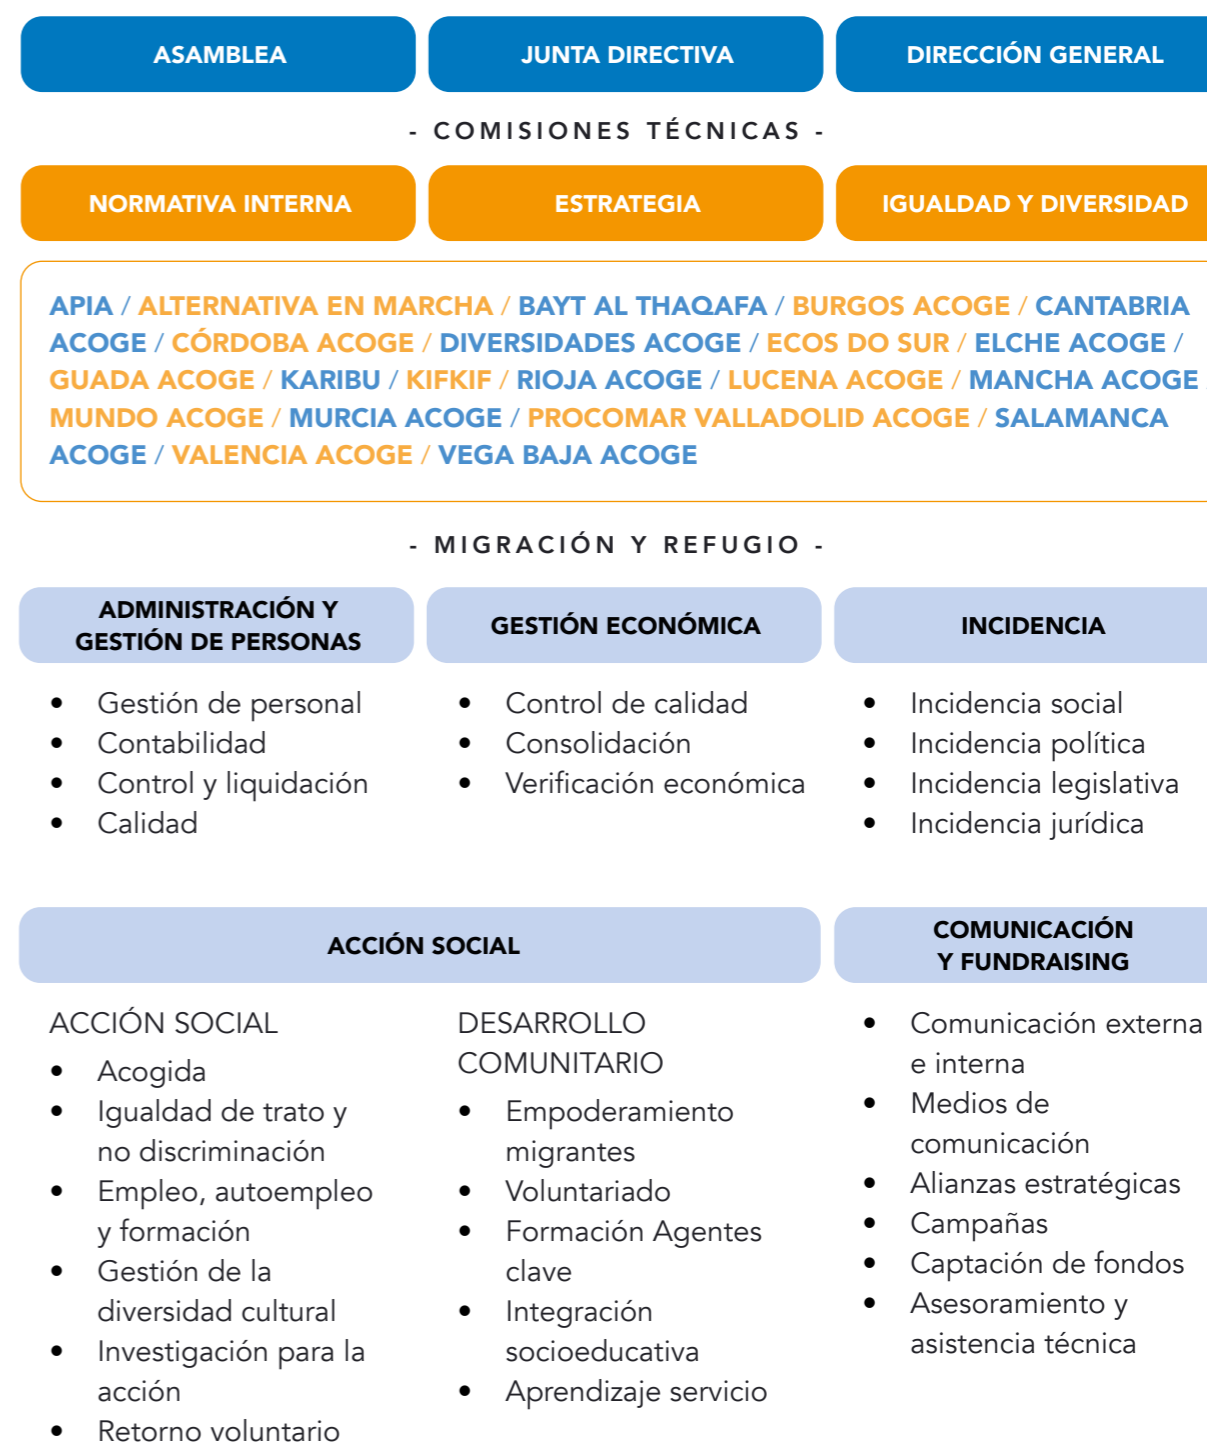 ASAMBLEA
JUNTA DIRECTIVA
DIRECCIÓN GENERAL
- COMISIONES TÉCNICAS -
NORMATIVA INTERNA
ESTRATEGIA
IGUALDAD Y DIVERSIDAD
APIA / ALTERNATIVA EN MARCHA / BAYT AL THAQAFA / BURGOS ACOGE / CANTABRIA
ACOGE / CÓRDOBA ACOGE / DIVERSIDADES ACOGE / ECOS DO SUR / ELCHE ACOGE /
GUADA ACOGE / KARIBU / KIFKIF / RIOJA ACOGE / LUCENA ACOGE / MANCHA ACOGE
MUNDO ACOGE / MURCIA ACOGE / PROCOMAR VALLADOLID ACOGE / SALAMANCA
ACOGE / VALENCIA ACOGE / VEGA BAJA ACOGE
- MIGRACIÓN Y REFUGIO -
ADMINISTRACIÓN Y
GESTIÓN DE PERSONAS
• Gestión de personal
• Contabilidad
• Control y liquidación
• Calidad
GESTIÓN ECONÓMICA
• Control de calidad
• Consolidación
• Verificación económica
INCIDENCIA
• Incidencia social
• Incidencia política
• Incidencia legislativa
• Incidencia jurídica
ACCIÓN SOCIAL
ACCIÓN SOCIAL
• Acogida
• Igualdad de trato y
no discriminación
• Empleo, autoempleo
y formación
• Gestión de la
diversidad cultural
• Investigación para la
acción
• Retorno voluntario
DESARROLLO
COMUNITARIO
• Empoderamiento
migrantes
• Voluntariado
• Formación Agentes
clave
• Integración
socioeducativa
• Aprendizaje servicio
COMUNICACIÓN
Y FUNDRAISING
• Comunicación externa
e interna
• Medios de
comunicación
• Alianzas estratégicas
• Campañas
• Captación de fondos
• Asesoramiento y
asistencia técnica